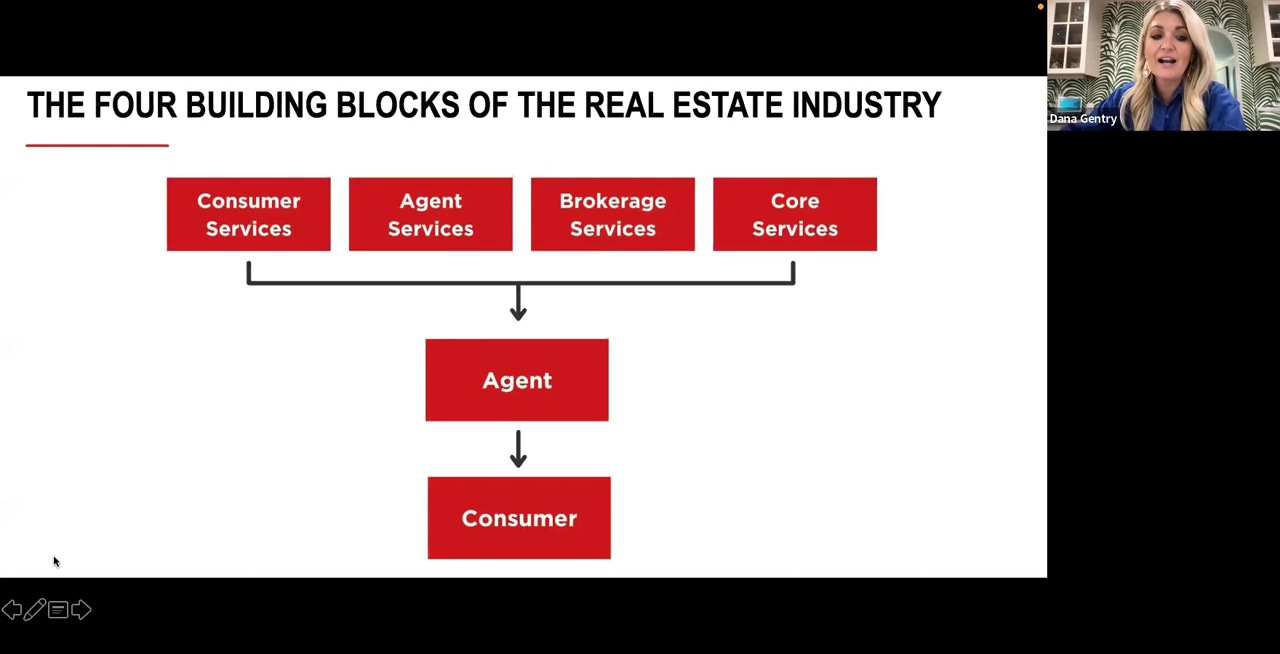 THE FOUR BUILDING BLOCKS OF THE REAL ESTATE INDUSTRY
Dana Gentry
Consumer
Services
Agent
Services
Brokerage
Services
Core
Services
Agent
Consumer